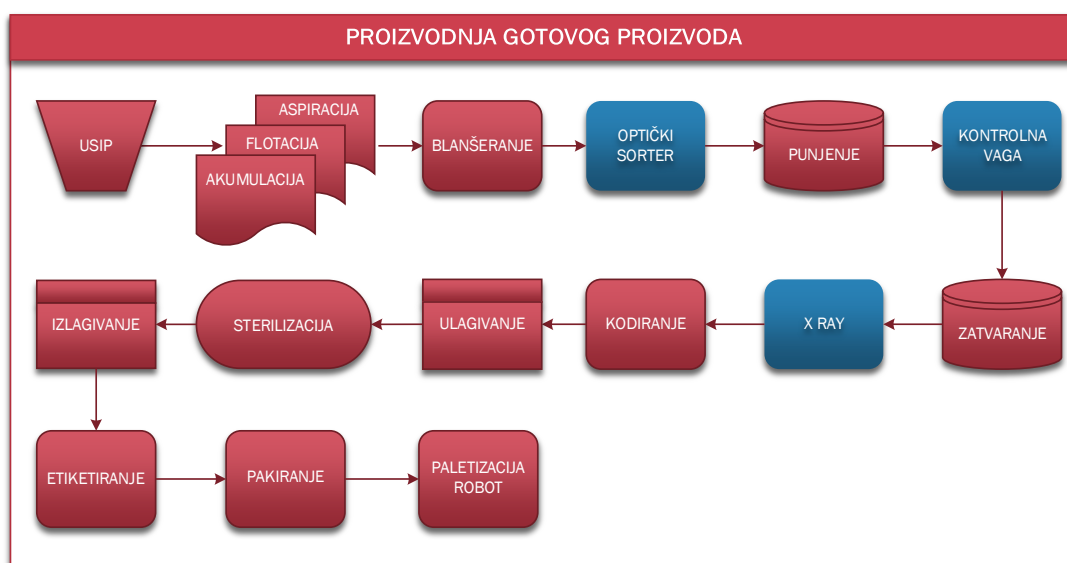 PROIZVODNJA GOTOVOG PROIZVODA
USIP
ASPIRACIJA
FLOTACIJA
AKUMULACIJA
BLANŠERANJE
OPTIČKI
SORTER
PUNJENJE
KONTROLNA
VAGA
IZLAGIVANJE
STERILIZACIJA
ULAGIVANJE
KODIRANJE
X RAY
ZATVARANJE
ETIKETIRANJE
PAKIRANJE
PALETIZACIJA
ROBOT